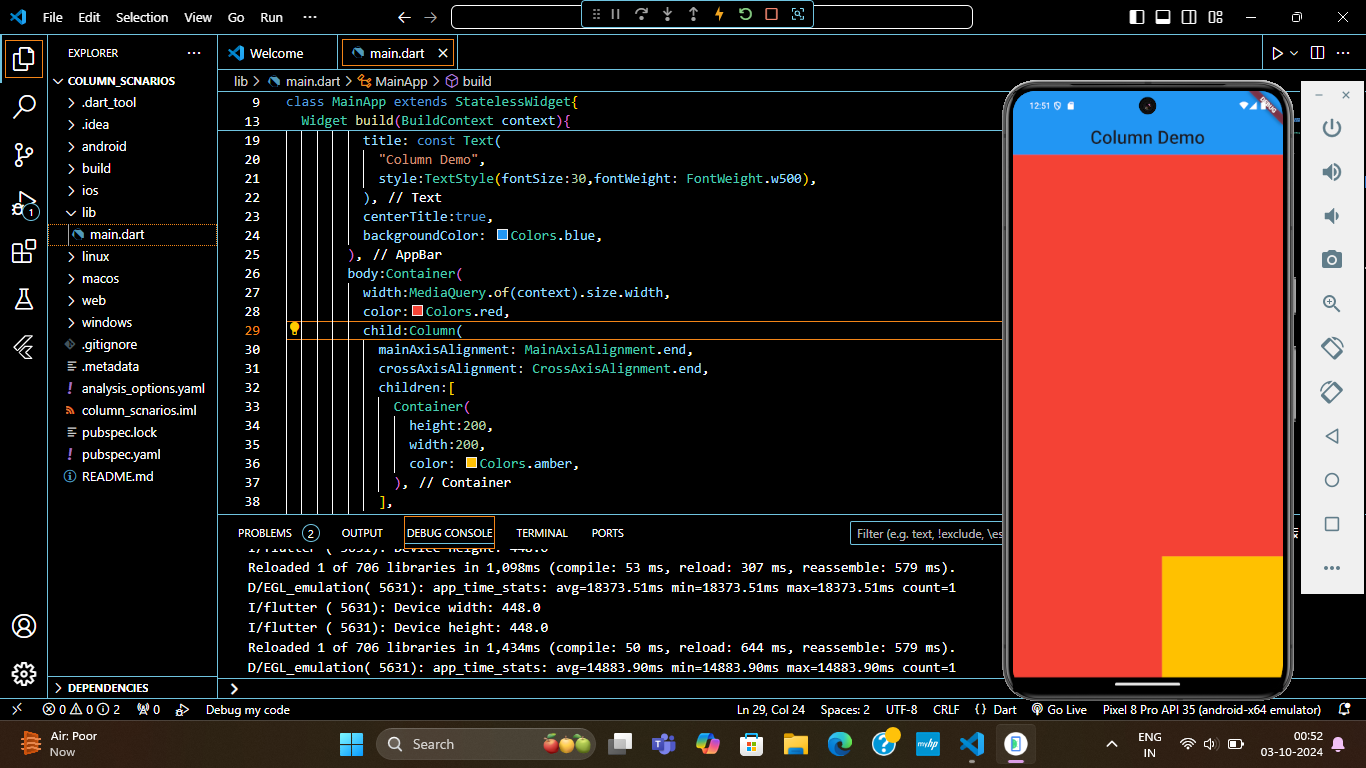 File Edit Selection View Go Run ···
EXPLORER ···
COLUMN_SCNARIOS
.dart_tool
.idea
android
build
ios
lib
main.dart
linux
macos
web
windows
.gitignore
.metadata
analysis_options.yaml
column_scnarios.iml
pubspec.lock
pubspec.yaml
README.md
DEPENDENCIES
1
Welcome main.dart
lib > main.dart > MainApp > build
9 class MainApp extends StatelessWidget{
13 Widget build(BuildContext context){
19 title: const Text(
20 "Column Demo",
21 style:TextStyle(fontSize:30,fontWeight: FontWeight.w500),
22 ), // Text
23 centerTitle:true,
24 backgroundColor: Colors.blue,
25 ), // AppBar
26 body:Container(
27 width:MediaQuery.of(context).size.width,
28 color:Colors.red,
29 child:Column(
30 mainAxisAlignment: MainAxisAlignment.end,
31 crossAxisAlignment: CrossAxisAlignment.end,
32 children:[
33 Container(
34 height:200,
35 width:200,
36 color: Colors.amber,
37 ), // Container
38 ],
PROBLEMS 2 OUTPUT DEBUG CONSOLE TERMINAL PORTS
Filter (e.g. text, !exclude, \es
I/flutter ( 5631): Device height: 448.0
Reloaded 1 of 706 libraries in 1,098ms (compile: 53 ms, reload: 307 ms, reassemble: 579 ms).
D/EGL_emulation( 5631): app_time_stats: avg=18373.51ms min=18373.51ms max=18373.51ms count=1
I/flutter ( 5631): Device width: 448.0
I/flutter ( 5631): Device height: 448.0
Reloaded 1 of 706 libraries in 1,434ms (compile: 50 ms, reload: 644 ms, reassemble: 579 ms).
D/EGL_emulation( 5631): app_time_stats: avg=14883.90ms min=14883.90ms max=14883.90ms count=1
12:51
DEBUG
Column Demo
0 0 2 0 Debug my code
Ln 29, Col 24 Spaces: 2 UTF-8 CRLF {} Dart Go Live Pixel 8 Pro API 35 (android-x64 emulator)
Air: Poor
Now
Search
myhp
ENG
IN
00:52
03-10-2024